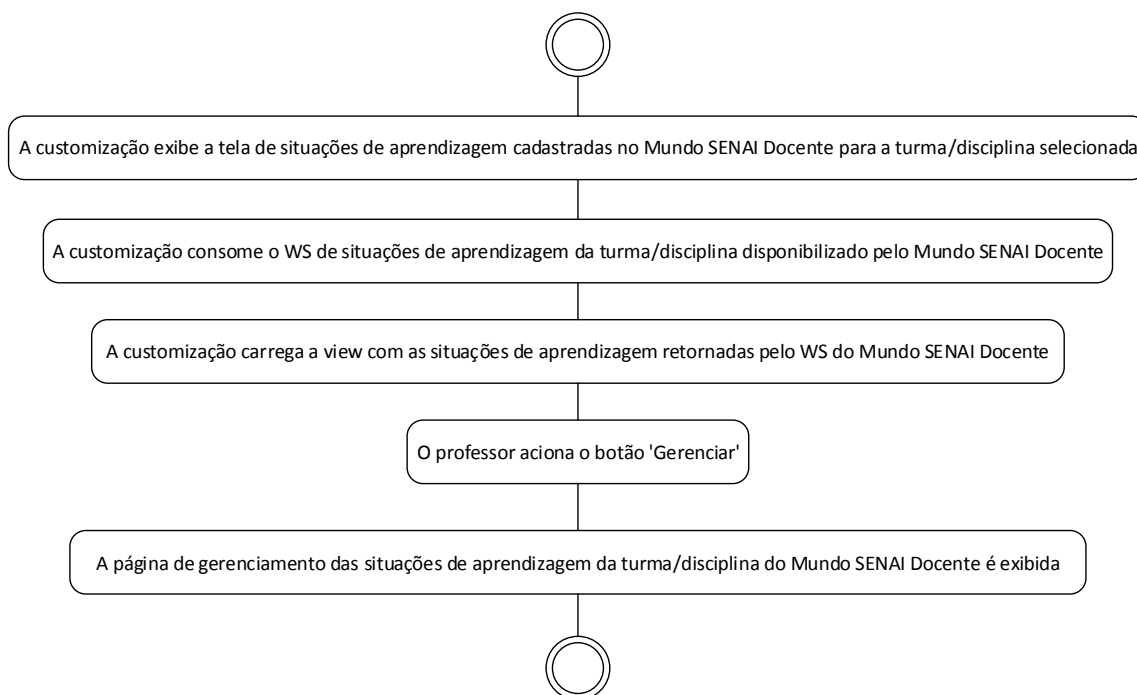 A customização exibe a tela de situações de aprendizagem cadastradas no Mundo SENAI Docente para a turma/disciplina selecionada
A customização consome o WS de situações de aprendizagem da turma/disciplina disponibilizado pelo Mundo SENAI Docente
A customização carrega a view com as situações de aprendizagem retornadas pelo WS do Mundo SENAI Docente
O professor aciona o botão 'Gerenciar'
A página de gerenciamento das situações de aprendizagem da turma/disciplina do Mundo SENAI Docente é exibida